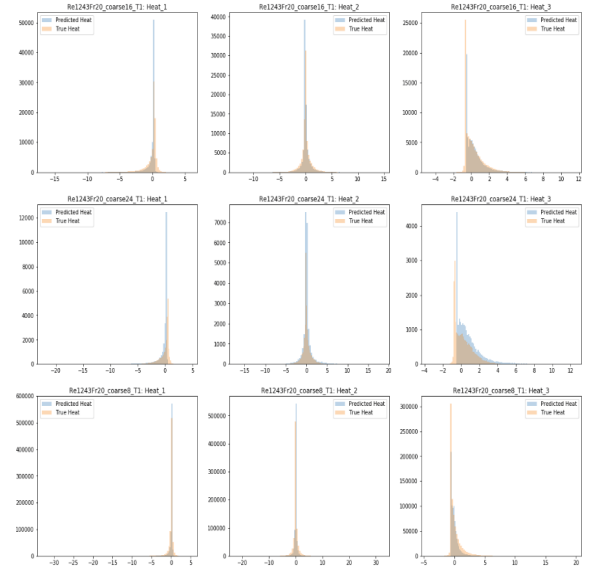 Re1243Fr20_coarse16_T1: Heat_1
Predicted Heat
True Heat
50000
40000
30000
20000
10000
0
−15 −10 −5 0 5
Re1243Fr20_coarse16_T1: Heat_2
Predicted Heat
True Heat
40000
35000
30000
25000
20000
15000
10000
5000
0
−10 −5 0 5 10 15
Re1243Fr20_coarse16_T1: Heat_3
Predicted Heat
True Heat
25000
20000
15000
10000
5000
0
−4 −2 0 2 4 6 8 10 12
Re1243Fr20_coarse24_T1: Heat_1
Predicted Heat
True Heat
12000
10000
8000
6000
4000
2000
0
−20 −15 −10 −5 0 5
Re1243Fr20_coarse24_T1: Heat_2
Predicted Heat
True Heat
7000
6000
5000
4000
3000
2000
1000
0
−15 −10 −5 0 5 10 15 20
Re1243Fr20_coarse24_T1: Heat_3
Predicted Heat
True Heat
4000
3000
2000
1000
0
−4 −2 0 2 4 6 8 10 12
Re1243Fr20_coarse8_T1: Heat_1
Predicted Heat
True Heat
600000
500000
400000
300000
200000
100000
0
−30 −25 −20 −15 −10 −5 0 5
Re1243Fr20_coarse8_T1: Heat_2
Predicted Heat
True Heat
500000
400000
300000
200000
100000
0
−20 −10 0 10 20 30
Re1243Fr20_coarse8_T1: Heat_3
Predicted Heat
True Heat
300000
250000
200000
150000
100000
50000
0
−5 0 5 10 15 20